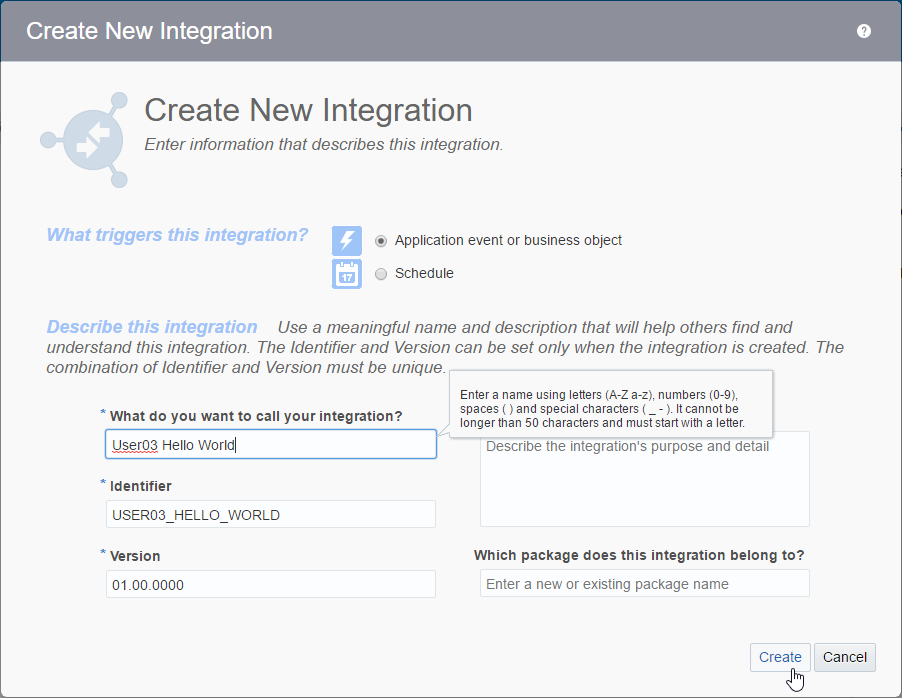 Create New Integration
?
Create New Integration
Enter information that describes this integration.
What triggers this integration?
Application event or business object
17
Schedule
Describe this integration Use a meaningful name and description that will help others find and
understand this integration. The Identifier and Version can be set only when the integration is created. The
combination of Identifier and Version must be unique.
Enter a name using letters (A-Z a-z), numbers (0-9),
spaces ( ) and special characters ( _ - ). It cannot be
longer than 50 characters and must start with a letter.
* What do you want to call your integration?
User03 Hello World
Describe the integration's purpose and detail
* Identifier
USER03_HELLO_WORLD
* Version
01.00.0000
Which package does this integration belong to?
Enter a new or existing package name
Create
Cancel